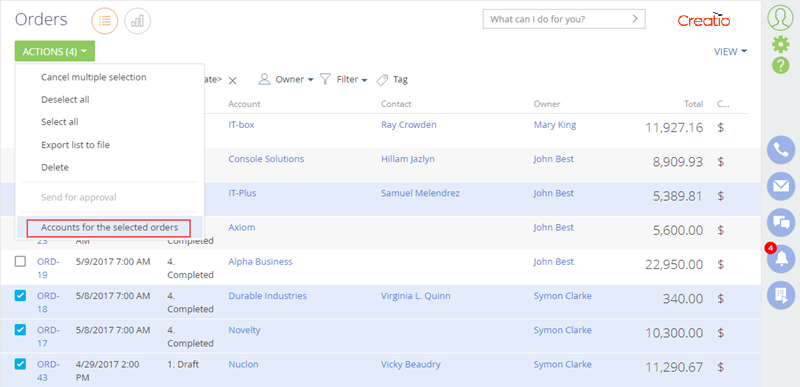 Orders
What can I do for you?
Creatio
ACTIONS (4)
VIEW
Cancel multiple selection
Deselect all
Select all
Export list to file
Delete
Send for approval
Accounts for the selected orders
ate>
Owner
Filter
Tag
Account Contact Owner Total C...
IT-box Ray Crowden Mary King 11,927.16 $
Console Solutions Hillam Jazlyn John Best 8,909.93 $
IT-Plus Samuel Melendrez John Best 5,389.81 $
23 AM Completed Axiom John Best 5,600.00 $
ORD-19 5/9/2017 7:00 AM 4. Completed Alpha Business John Best 22,950.00 $
ORD-18 5/8/2017 7:00 AM 4. Completed Durable Industries Virginia L. Quinn Symon Clarke 340.00 $
ORD-17 5/8/2017 7:00 AM 4. Completed Novelty Symon Clarke 10,300.00 $
ORD-43 4/29/2017 2:00 PM 1. Draft Nuclon Vicky Beaudry Symon Clarke 11,290.67 $
4